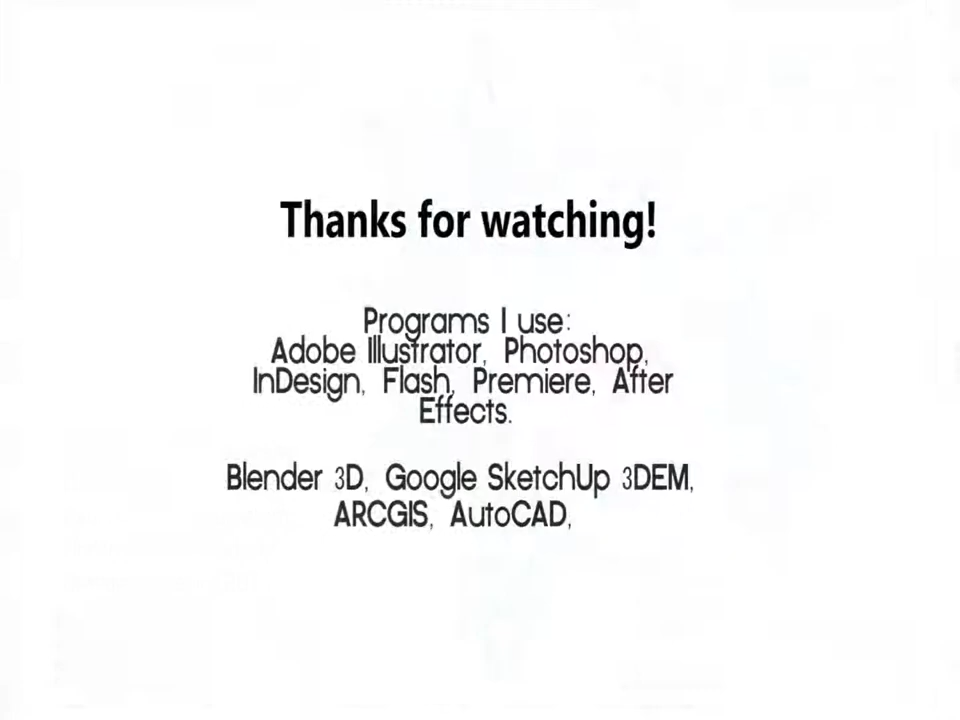 Thanks for watching!
Programs I use:
Adobe Illustrator, Photoshop,
InDesign, Flash, Premiere, After
Effects.
Blender 3D, Google SketchUp 3DEM,
ARCGIS, AutoCAD,